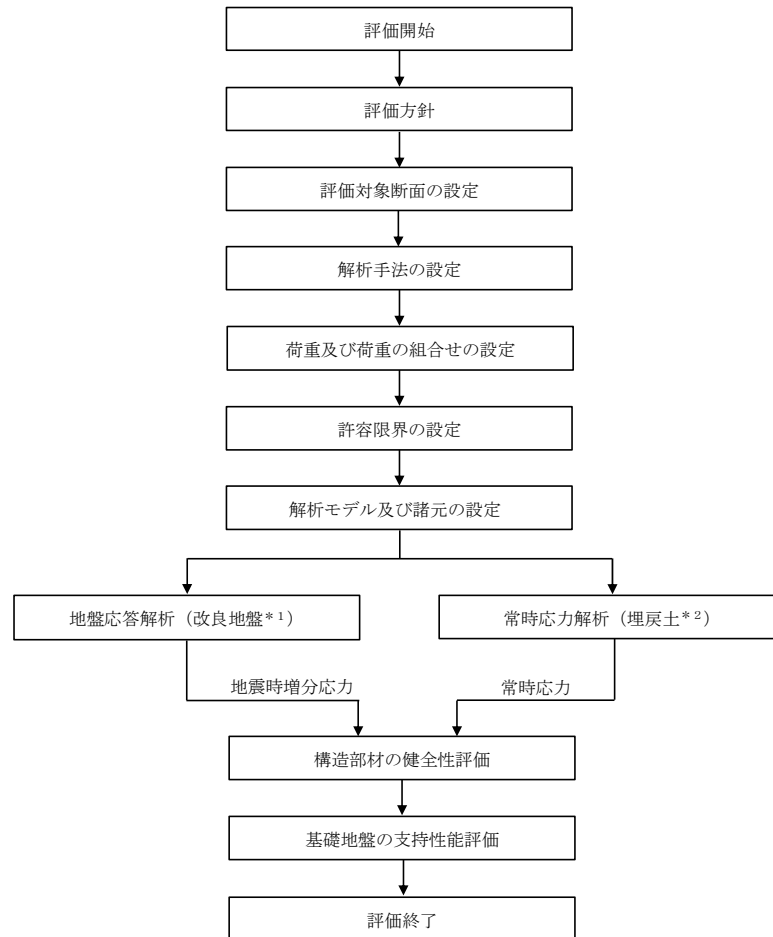 評価開始
評価方針
評価対象断面の設定
解析手法の設定
荷重及び荷重の組合せの設定
許容限界の設定
解析モデル及び諸元の設定
地盤応答解析（改良地盤＊1）
常時応力解析（埋戻土＊2）
地震時増分応力
常時応力
構造部材の健全性評価
基礎地盤の支持性能評価
評価終了